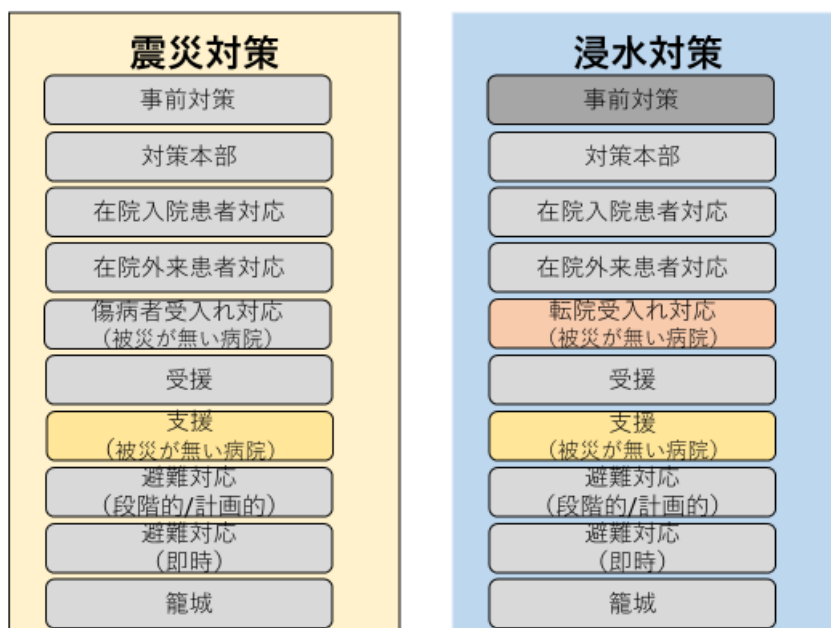 震災対策
事前対策
対策本部
在院入院患者対応
在院外来患者対応
傷病者受入れ対応
(被災が無い病院)
受援
支援
(被災が無い病院)
避難対応
(段階的/計画的)
避難対応
(即時)
籠城
浸水対策
事前対策
対策本部
在院入院患者対応
在院外来患者対応
転院受入れ対応
(被災が無い病院)
受援
支援
(被災が無い病院)
避難対応
(段階的/計画的)
避難対応
(即時)
籠城